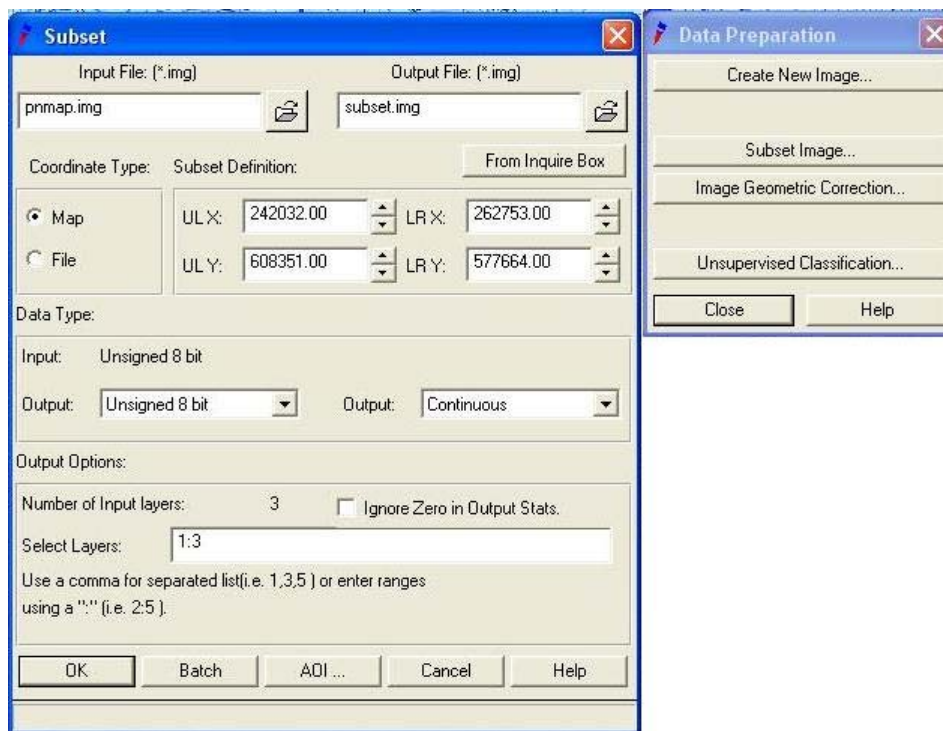 Subset
Input File: (*.img)
Output File: (*.img)
pnmap.img
subset.img
Coordinate Type:
Subset Definition:
From Inquire Box
Map
File
ULX:
242032.00
LR X:
262753.00
UL Y:
608351.00
LR Y:
577664.00
Data Type:
Input: Unsigned 8 bit
Output: Unsigned 8 bit
Output: Continuous
Output Options:
Number of Input layers: 3
Ignore Zero in Output Stats.
Select Layers: 1:3
Use a comma for separated list(i.e. 1,3,5 ) or enter ranges
using a ":" (i.e. 2:5 ).
OK
Batch
AOI ...
Cancel
Help
Data Preparation
Create New Image...
Subset Image...
Image Geometric Correction...
Unsupervised Classification...
Close
Help